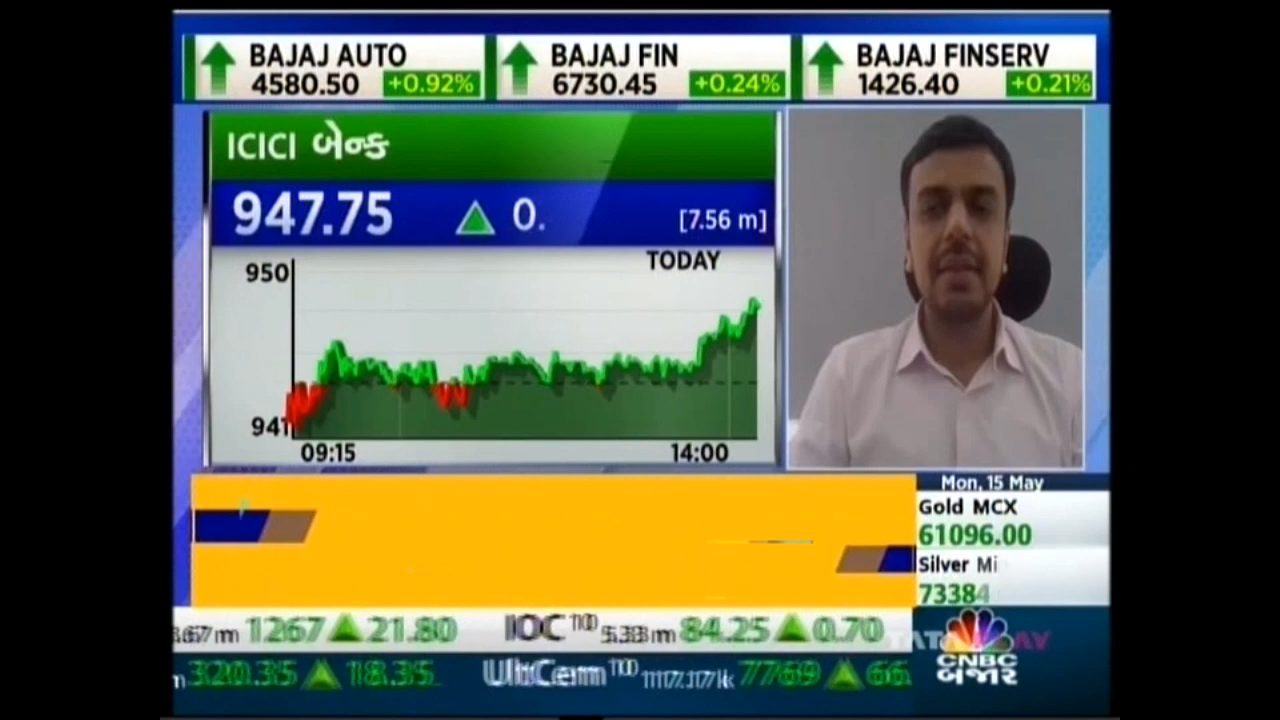 BAJAJ AUTO
4580.50 +0.92%
BAJAJ FIN
6730.45 +0.24%
BAJAJ FINSERV
1426.40 +0.21%
ICICI બેન્ક
947.75 0. [7.56 m]
TODAY
950
941
09:15 14:00
Mon, 15 May
Gold MCX
61096.00
Silver Mi
73384
1267 21.80 IOC 5.33m 84.25 0.70
320.35 18.35 UltCem 7769 66
CNBC
બજાર